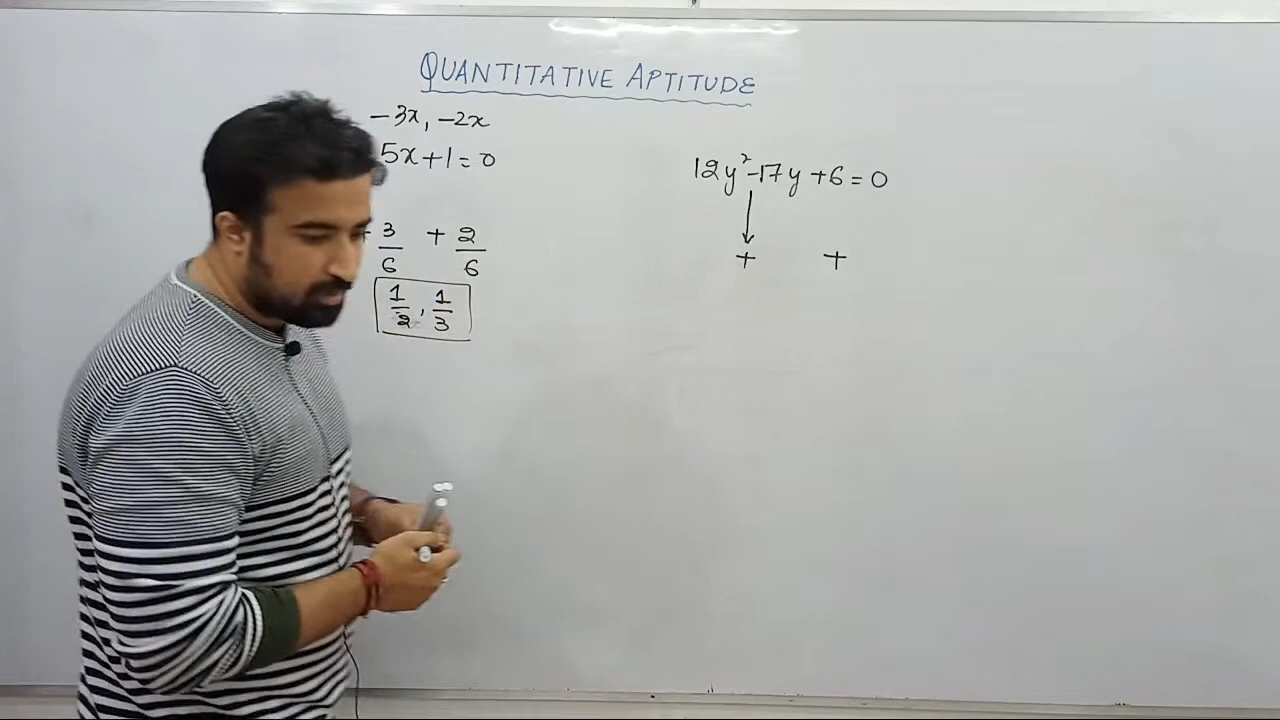 QUANTITATIVE APTITUDE
-3x, -2x
5x+1=0
3/6 + 2/6
1/2, 1/3
12y²-17y+6=0
+ +